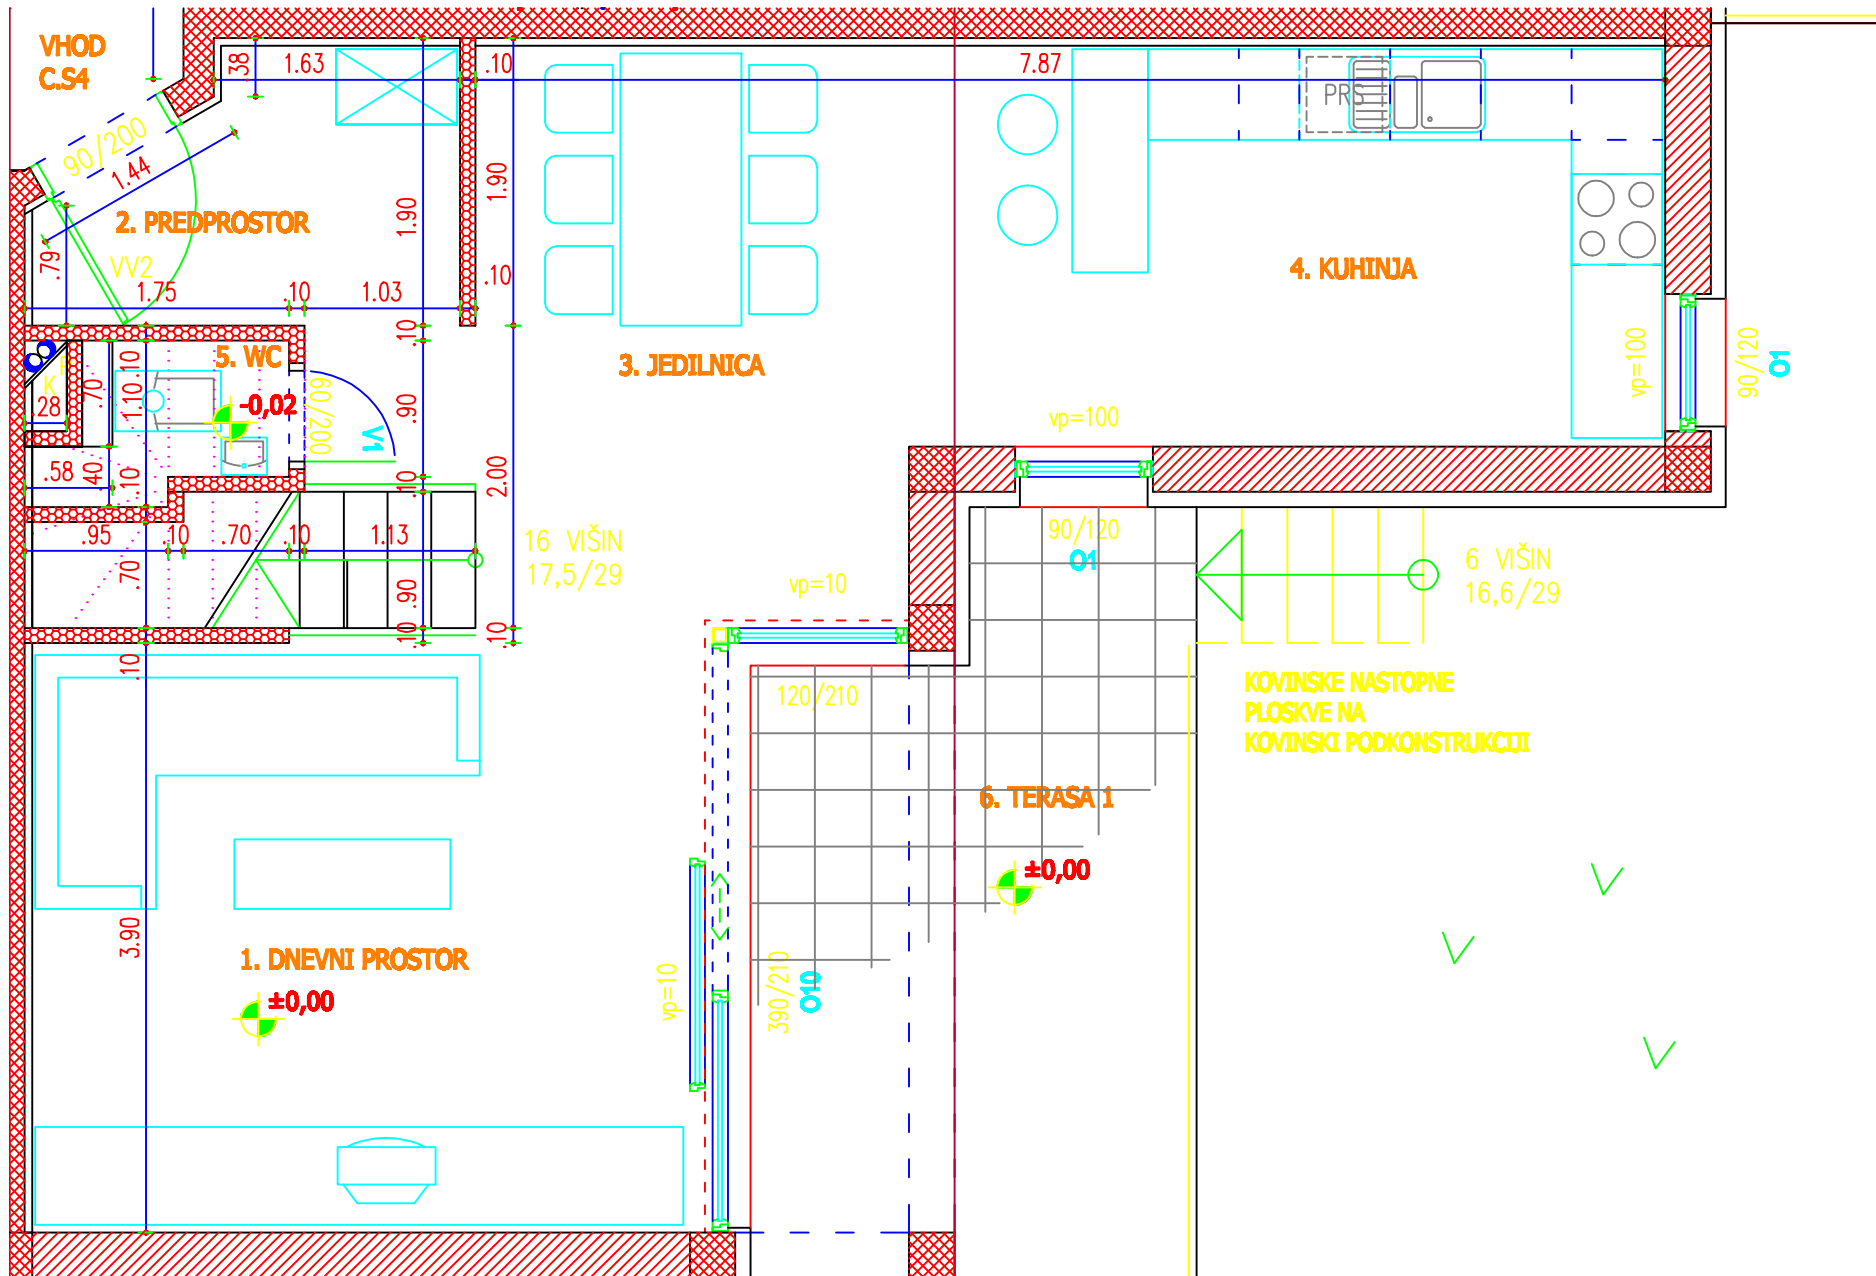 VHOD
C.S4
.38
1.63
.10
7.87
PRS
90/200
1.44
2. PREDPROSTOR
1.90
1.90
.79
VV2
1.75
.10
1.03
.10
4. KUHINJA
.10
5. WC
3. JEDILNICA
vp=100
90/120
O1
K
.28
.70
1.10
.10
-0,02
60/200
V1
.90
vp=100
.58
40
.10
.10
2.00
.95
.10
.70
.10
1.13
16 VIŠIN
17,5/29
90/120
O1
6 VIŠIN
16,6/29
.70
.90
vp=10
.10
.10
.10
120/210
KOVINSKE NASTOPNE
PLOSKVE NA
KOVINSKI PODKONSTRUKCIJI
6. TERASA 1
±0,00
3.90
1. DNEVNI PROSTOR
±0,00
vp=10
390/210
O10